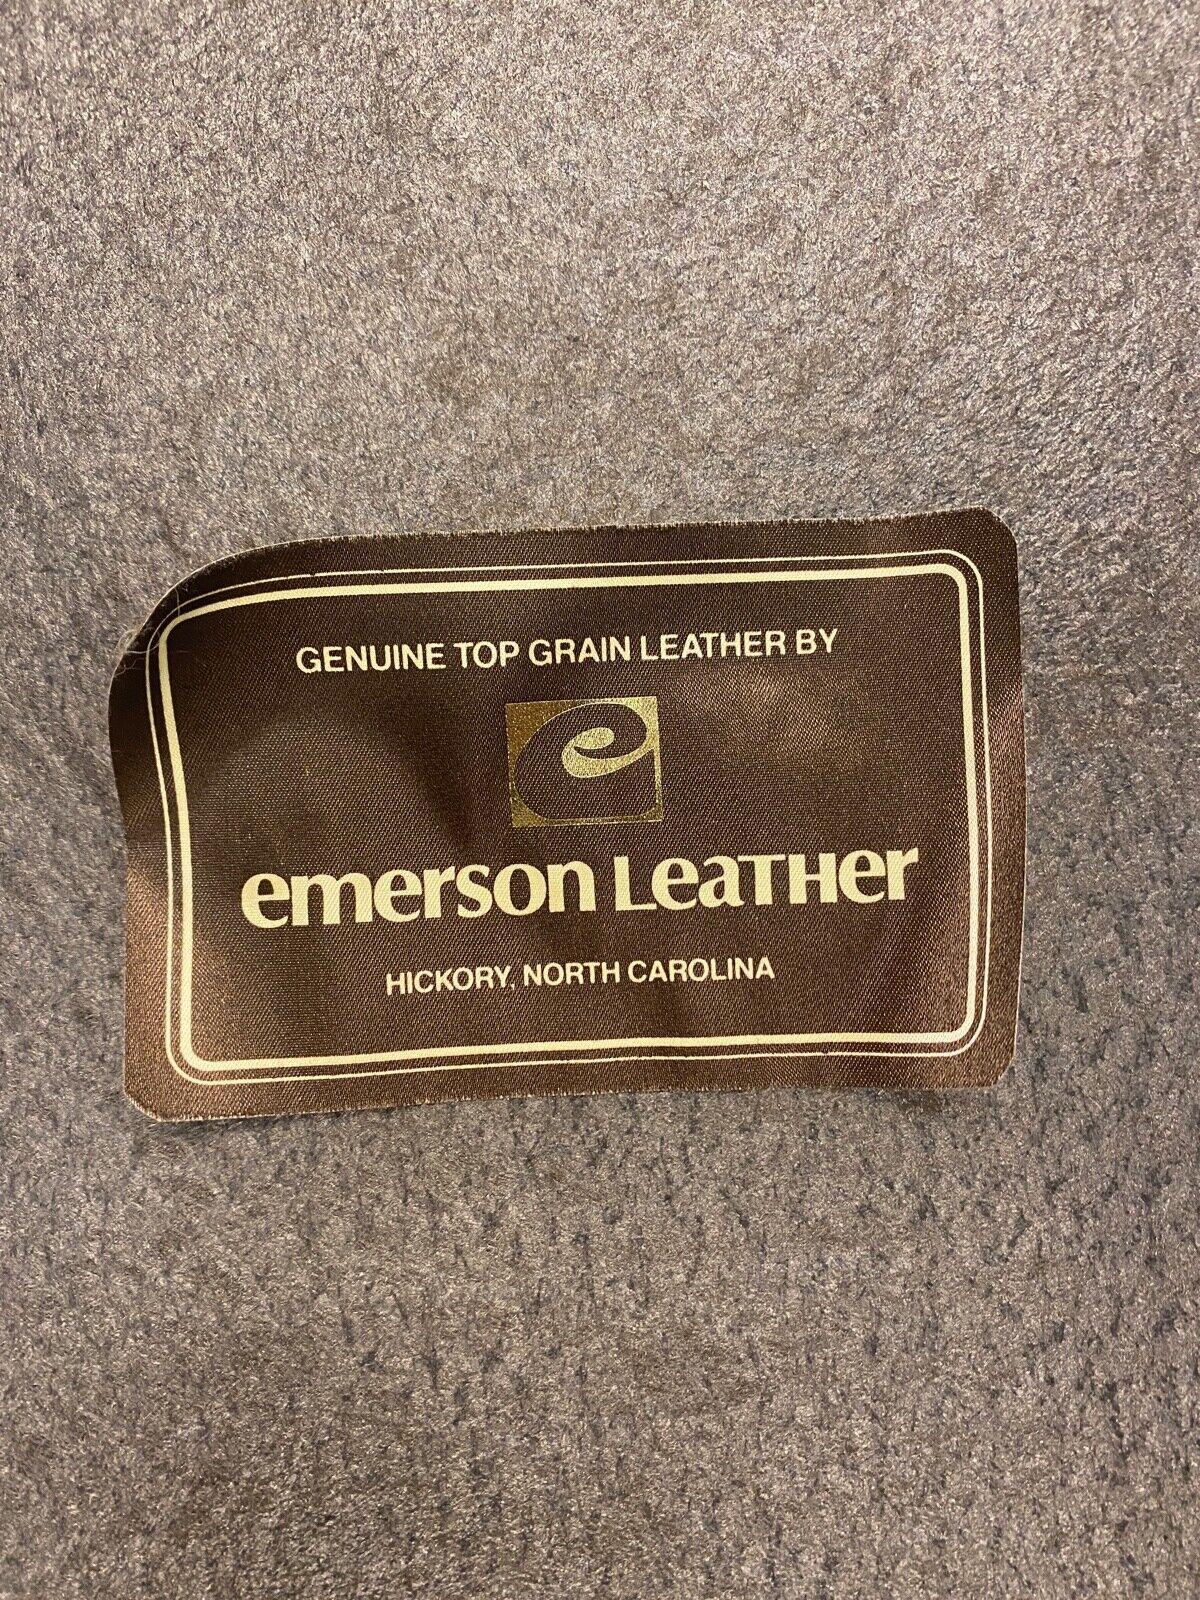 GENUINE TOP GRAIN LEATHER BY
e
emerson Leather
HICKORY, NORTH CAROLINA